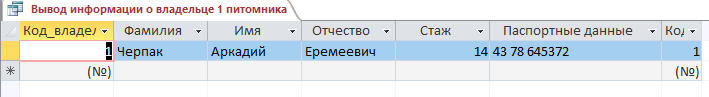 Вывод информации о владельце 1 питомника
Код_владел Фамилия Имя Отчество Стаж Паспортные данные Код
1 Черпак Аркадий Еремеевич 14 43 78 645372 1
(№) (№)